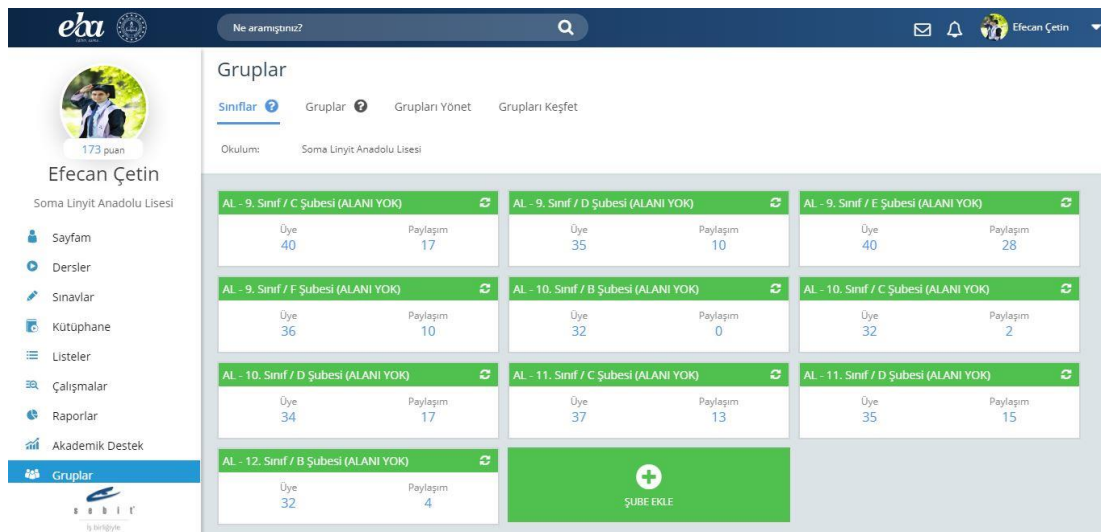 eba
Ne aramıştınız?
Efecan Çetin
173 puan
Efecan Çetin
Soma Linyit Anadolu Lisesi
Sayfam
Dersler
Sınavlar
Kütüphane
Listeler
Çalışmalar
Raporlar
Akademik Destek
Gruplar
sebit
İş birliğiyle
Gruplar
Sınıflar ?
Gruplar ?
Grupları Yönet
Grupları Keşfet
Okulum: Soma Linyit Anadolu Lisesi
AL - 9. Sınıf / C Şubesi (ALANI YOK)
Üye Paylaşım
40 17
AL - 9. Sınıf / D Şubesi (ALANI YOK)
Üye Paylaşım
35 10
AL - 9. Sınıf / E Şubesi (ALANI YOK)
Üye Paylaşım
40 28
AL - 9. Sınıf / F Şubesi (ALANI YOK)
Üye Paylaşım
36 10
AL - 10. Sınıf / B Şubesi (ALANI YOK)
Üye Paylaşım
32 0
AL - 10. Sınıf / C Şubesi (ALANI YOK)
Üye Paylaşım
32 2
AL - 10. Sınıf / D Şubesi (ALANI YOK)
Üye Paylaşım
34 17
AL - 11. Sınıf / C Şubesi (ALANI YOK)
Üye Paylaşım
37 13
AL - 11. Sınıf / D Şubesi (ALANI YOK)
Üye Paylaşım
35 15
AL - 12. Sınıf / B Şubesi (ALANI YOK)
Üye Paylaşım
32 4
ŞUBE EKLE